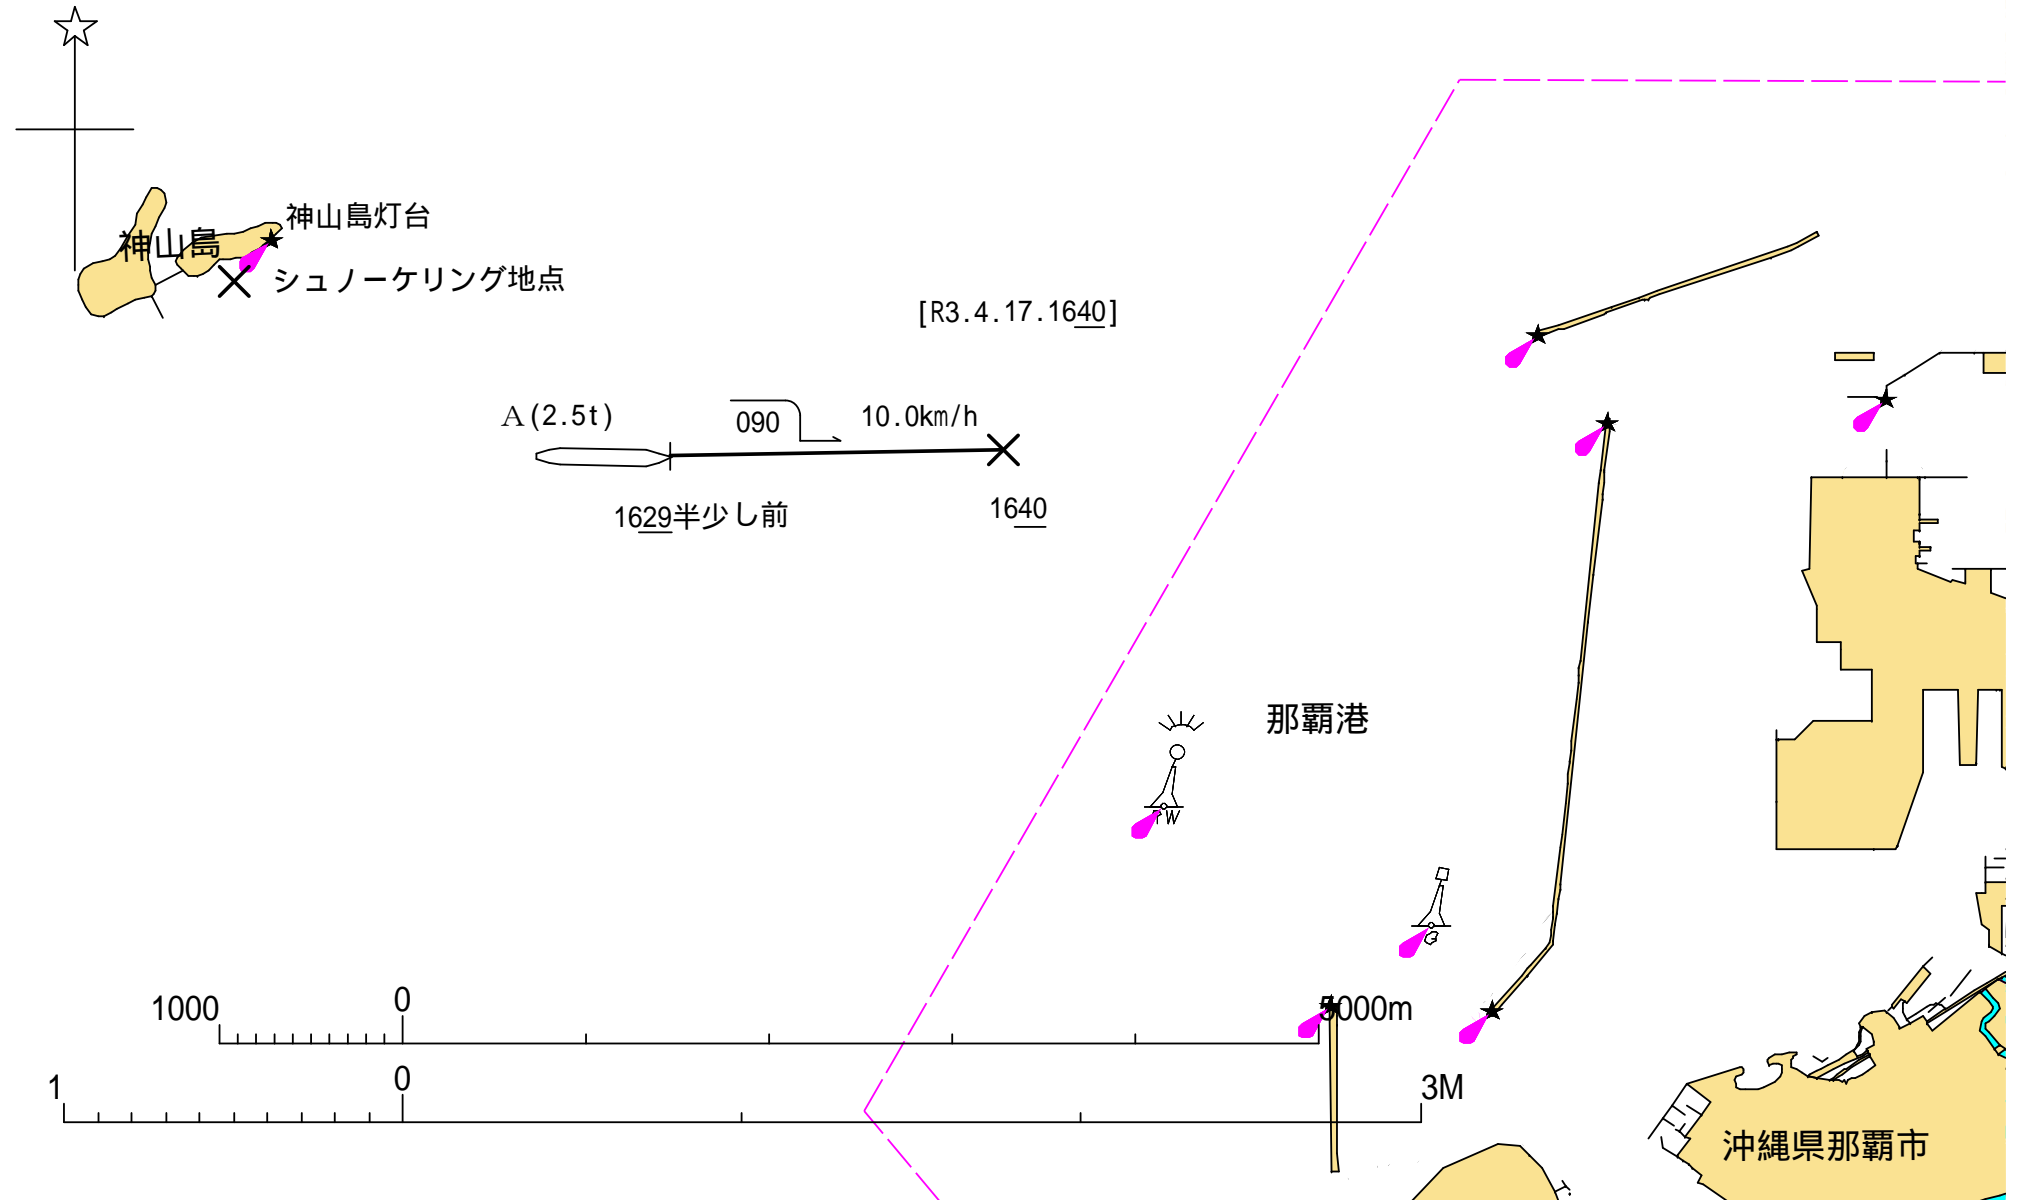 神山島灯台
神山島
シュノーケリング地点
[R3.4.17.1640]
A(2.5t)
090
10.0km/h
1629半少し前
1640
那覇港
W
G
1000
0
5000m
1
0
3M
沖縄県那覇市